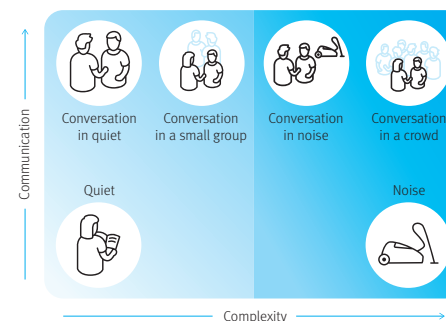 Communication
Conversation
in quiet
Conversation
in a small group
Conversation
in noise
Conversation
in a crowd
Quiet
Noise
Complexity